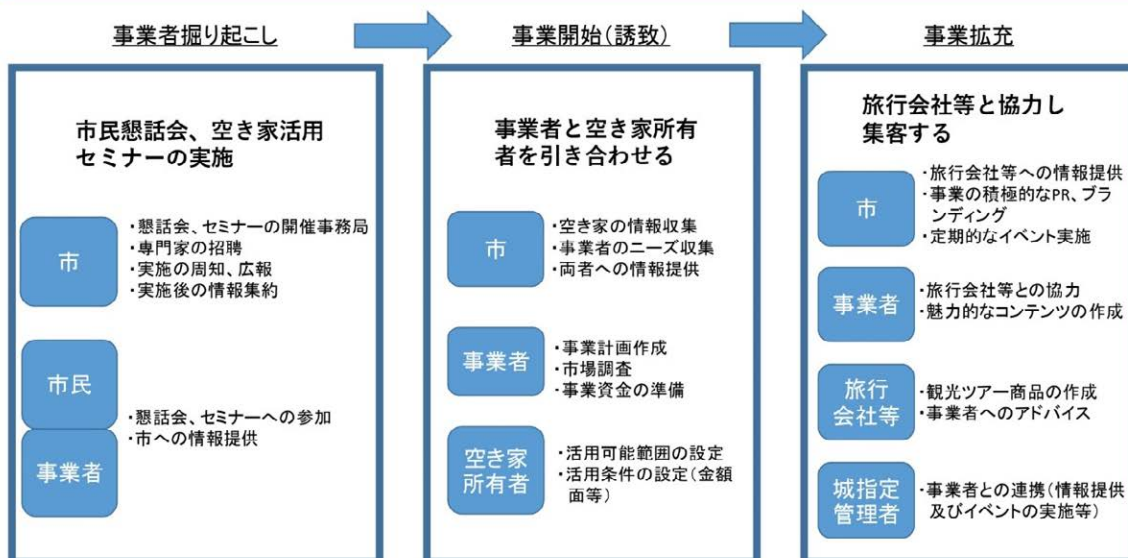 事業者掘り起こし
事業開始(誘致)
事業拡充
市民懇話会、空き家活用
セミナーの実施
市
・懇話会、セミナーの開催事務局
・専門家の招聘
・実施の周知、広報
・実施後の情報集約
市民
事業者
・懇話会、セミナーへの参加
・市への情報提供
事業者と空き家所有
者を引き合わせる
市
・空き家の情報収集
・事業者のニーズ収集
・両者への情報提供
事業者
・事業計画作成
・市場調査
・事業資金の準備
空き家
所有者
・活用可能範囲の設定
・活用条件の設定(金額
面等)
旅行会社等と協力し
集客する
市
・旅行会社等への情報提供
・事業の積極的なPR、ブラ
ンディング
・定期的なイベント実施
事業者
・旅行会社等との協力
・魅力的なコンテンツの作成
旅行
会社等
・観光ツアー商品の作成
・事業者へのアドバイス
城指定
管理者
・事業者との連携(情報提供
及びイベントの実施等)